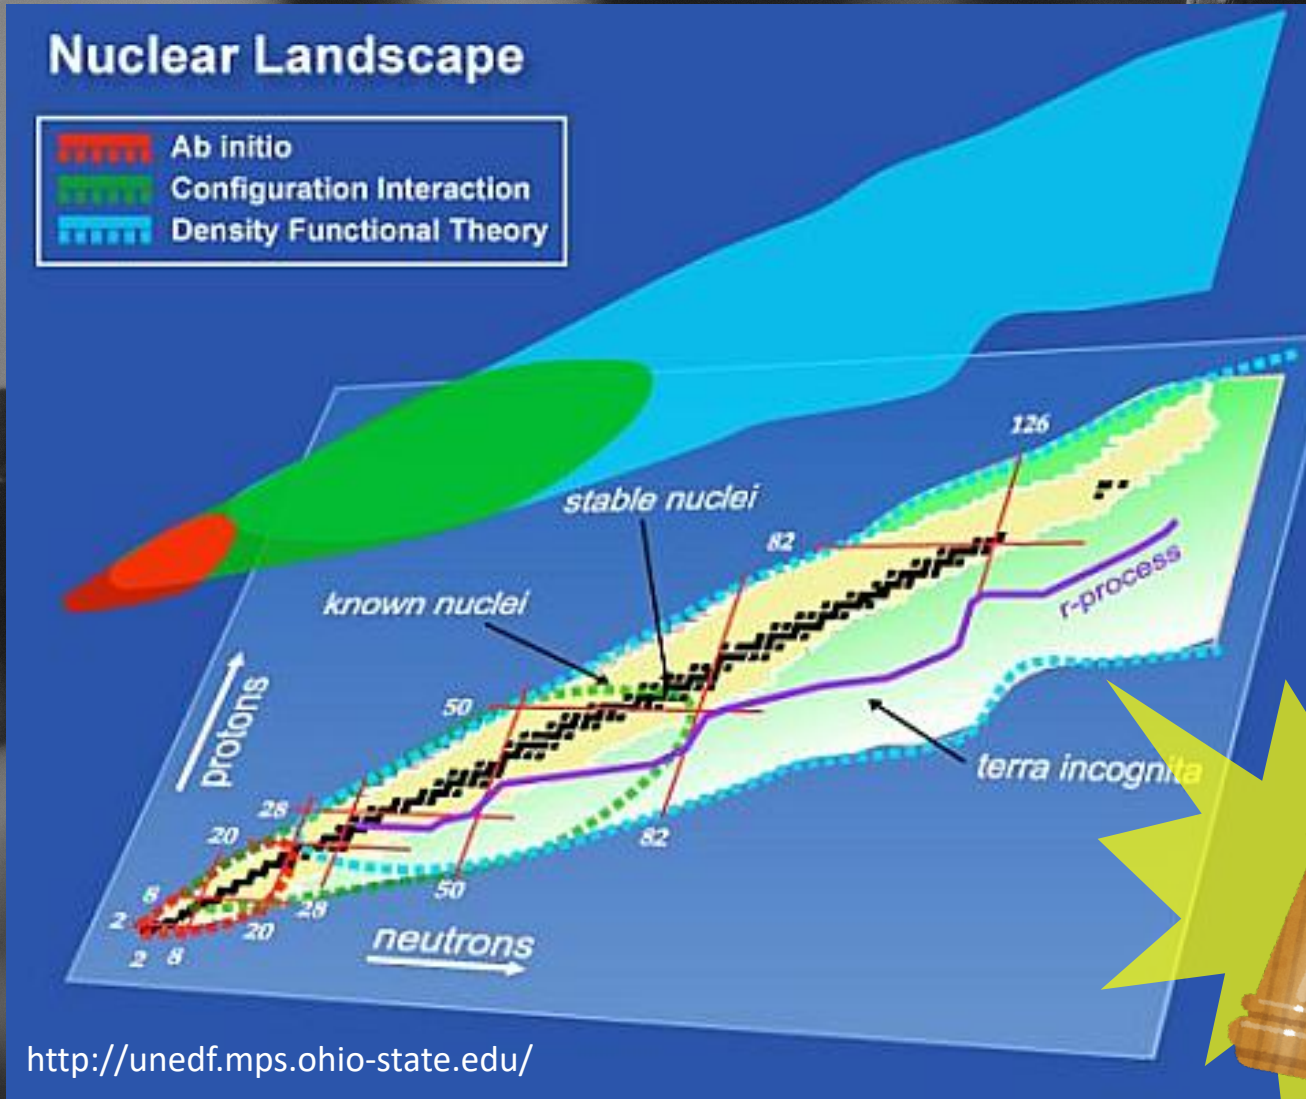 Nuclear Landscape
Ab initio
Configuration Interaction
Density Functional Theory
126
stable nuclei
82
known nuclei
r-process
protons
50
terra incognita
28
82
20
8
50
28
2
20
neutrons
2
8
http://unedf.mps.ohio-state.edu/